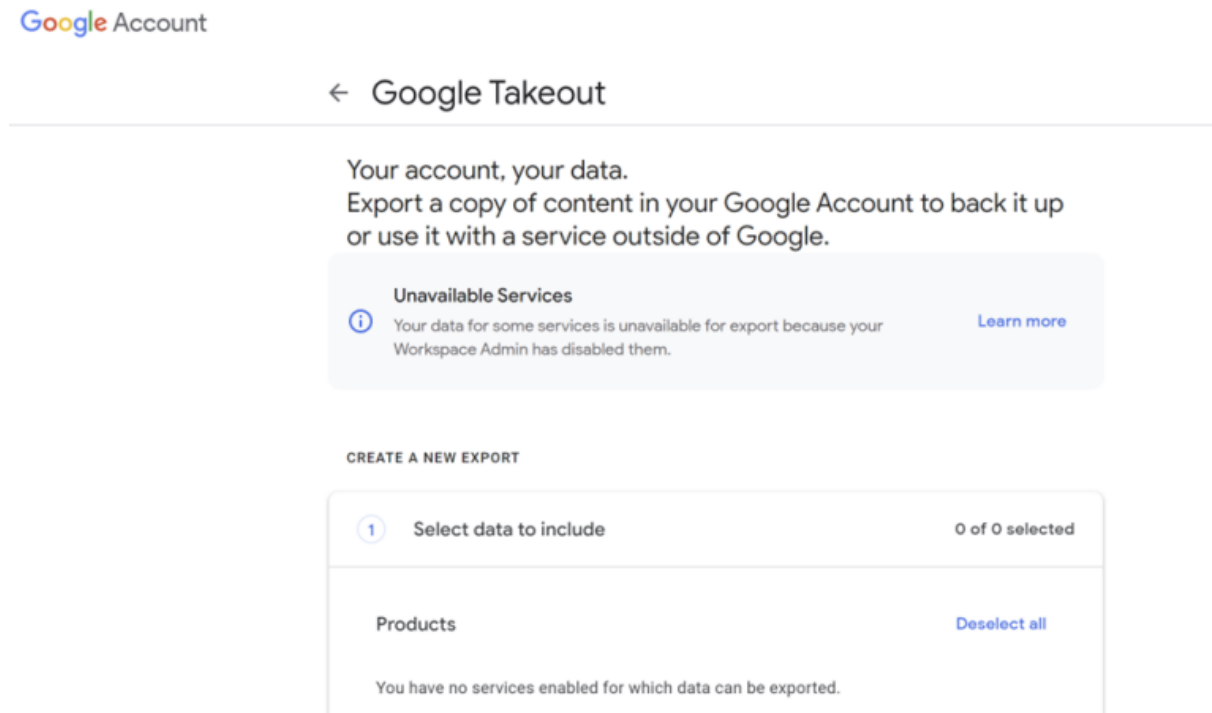 Google Account
← Google Takeout
Your account, your data.
Export a copy of content in your Google Account to back it up
or use it with a service outside of Google.
Unavailable Services
Your data for some services is unavailable for export because your
Workspace Admin has disabled them.
Learn more
CREATE A NEW EXPORT
1 Select data to include 0 of 0 selected
Products Deselect all
You have no services enabled for which data can be exported.